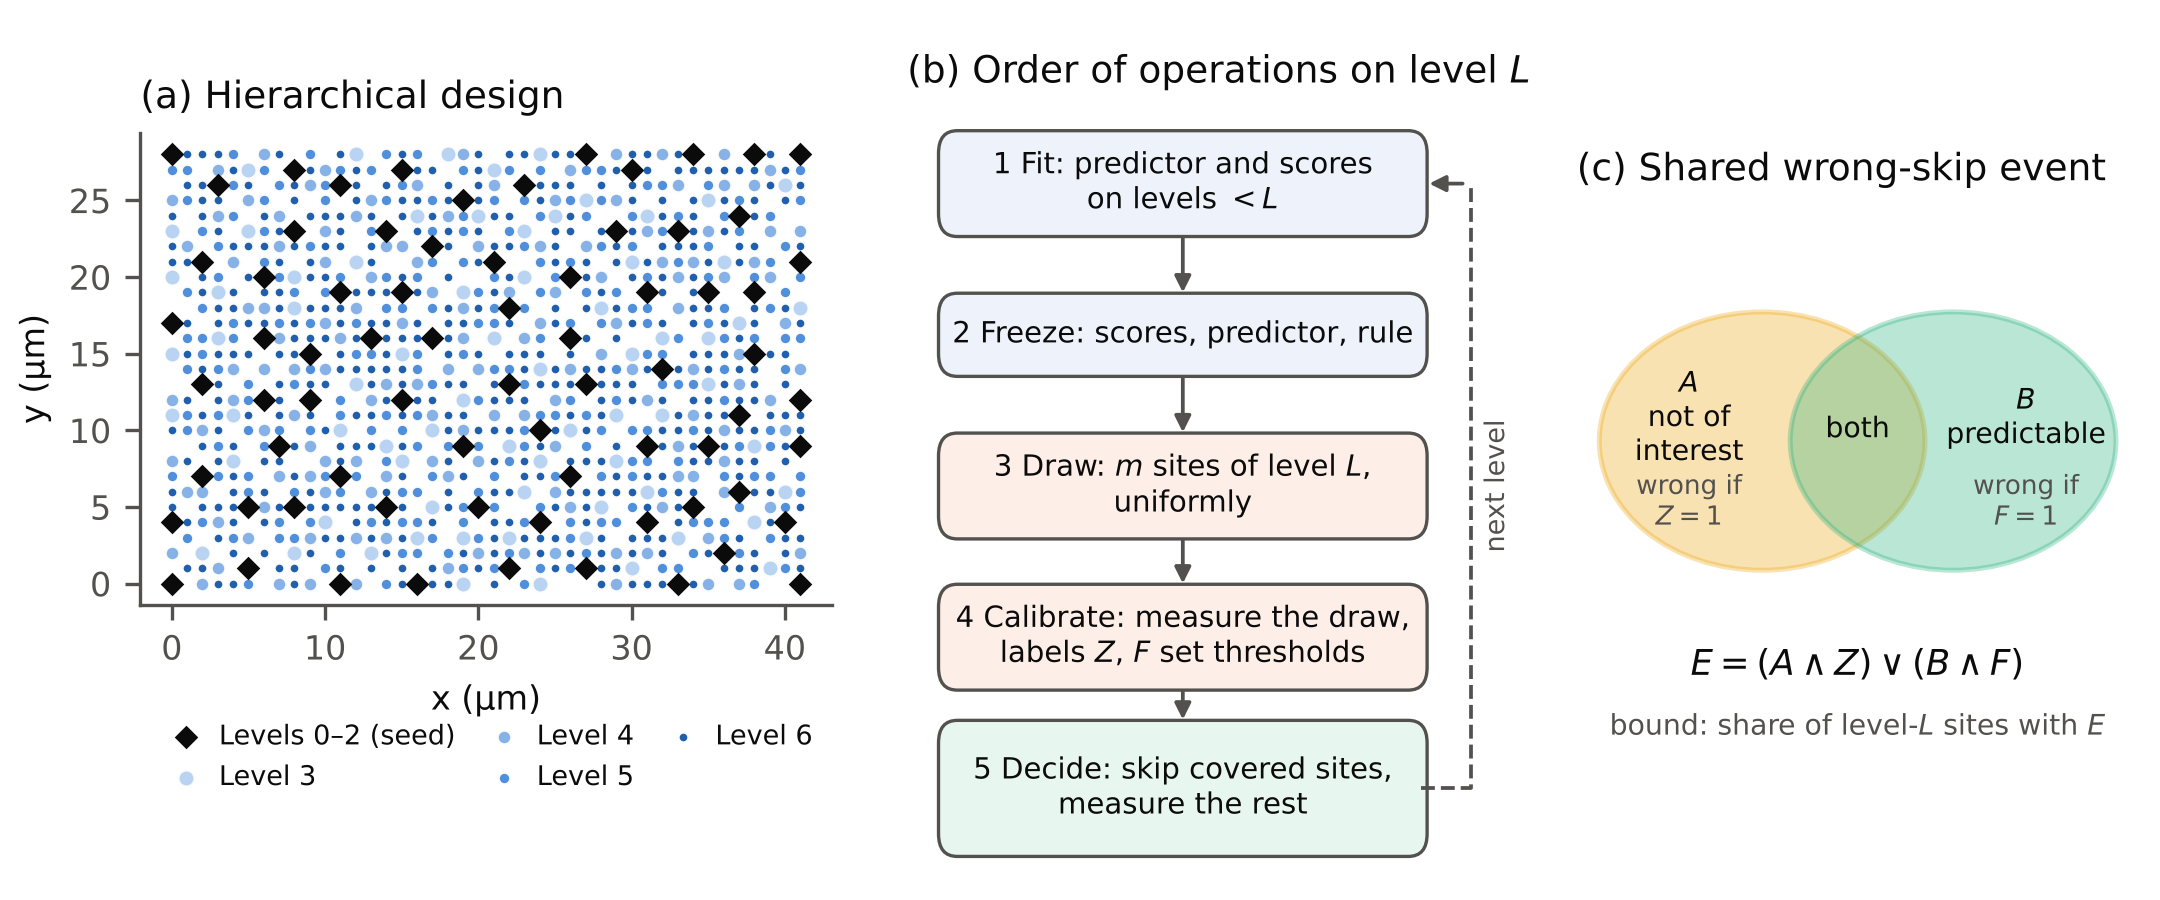 (a) Hierarchical design
25
20
15
10
5
0
y (µm)
0 10 20 30 40
x (µm)
Levels 0–2 (seed)
Level 3
Level 4
Level 5
Level 6
(b) Order of operations on level L
1 Fit: predictor and scores
on levels < L
2 Freeze: scores, predictor, rule
3 Draw: m sites of level L,
uniformly
4 Calibrate: measure the draw,
labels Z, F set thresholds
5 Decide: skip covered sites,
measure the rest
next level
(c) Shared wrong-skip event
A
not of
interest
wrong if
Z = 1
both
B
predictable
wrong if
F = 1
E = (A ∧ Z) ∨ (B ∧ F)
bound: share of level-L sites with E